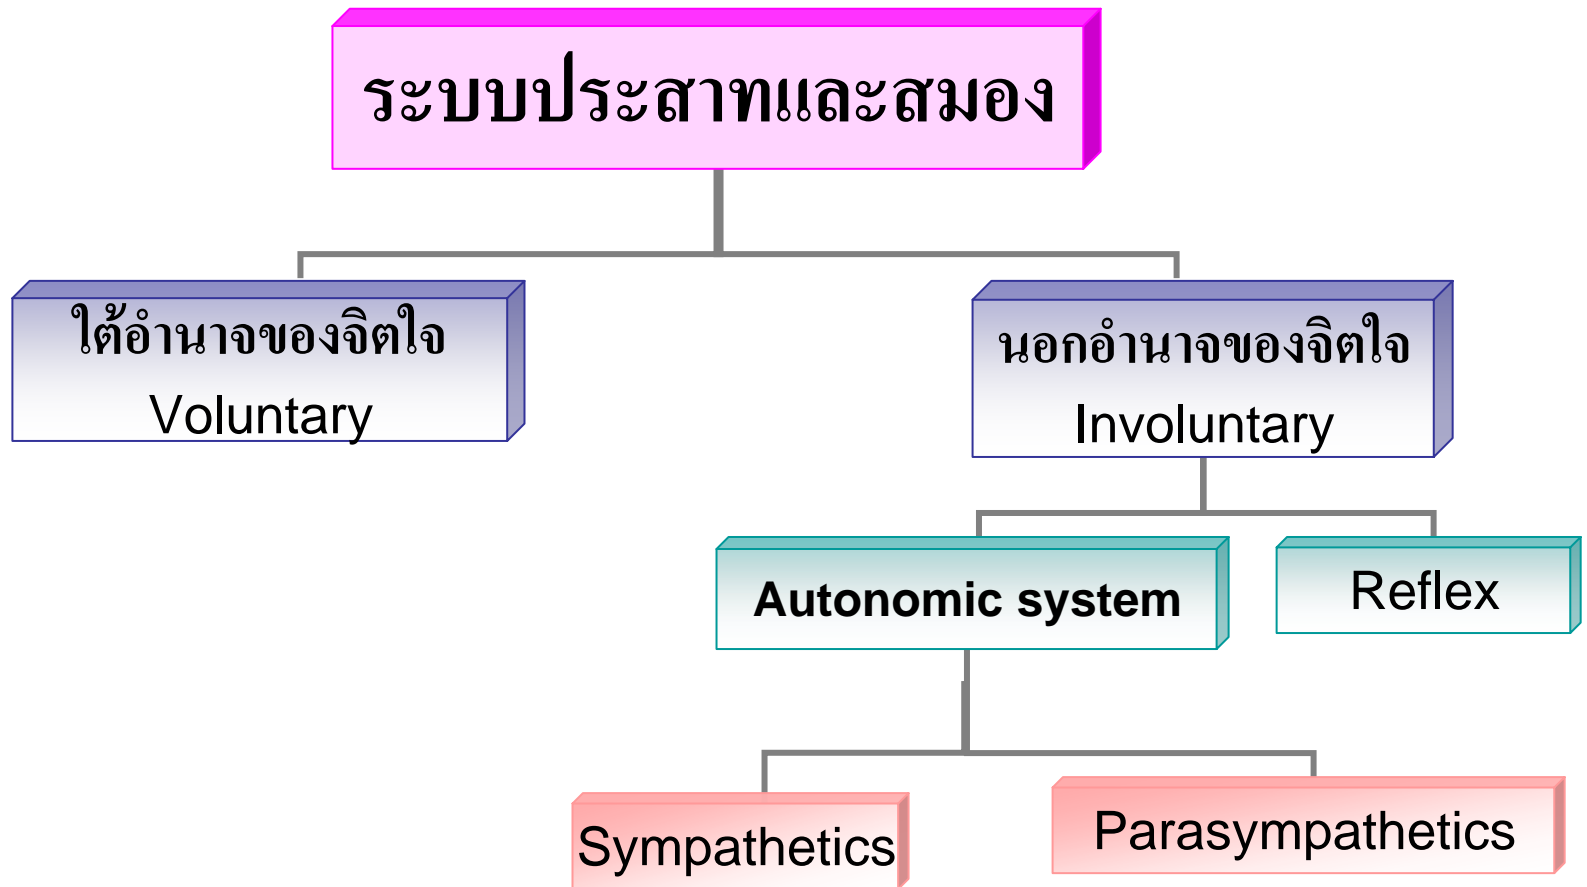 ระบบประสาทและสมอง
ใต้อำนาจของจิตใจ
Voluntary
นอกอำนาจของจิตใจ
Involuntary
Autonomic system
Reflex
Sympathetics
Parasympathetics